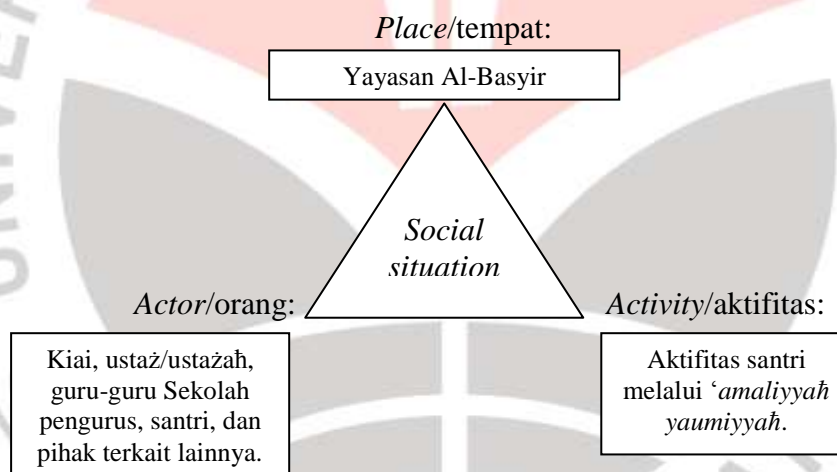 Place/tempat:
Yayasan Al-Basyir
Social
situation
Actor/orang:
Kiai, ustaż/ustażaħ,
guru-guru Sekolah
pengurus, santri, dan
pihak terkait lainnya.
Activity/aktifitas:
Aktifitas santri
melalui ‘amaliyyaħ
yaumiyyaħ.